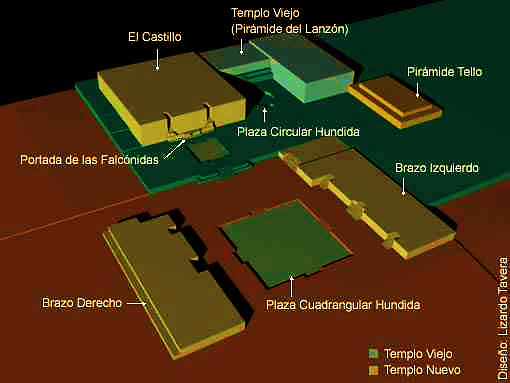 Templo Viejo
(Pirámide del Lanzón)
El Castillo
Pirámide Tello
Plaza Circular Hundida
Portada de las Falcónidas
Brazo Izquierdo
Brazo Derecho
Plaza Cuadrangular Hundida
Templo Viejo
Templo Nuevo
Diseño: Lizardo Tavera